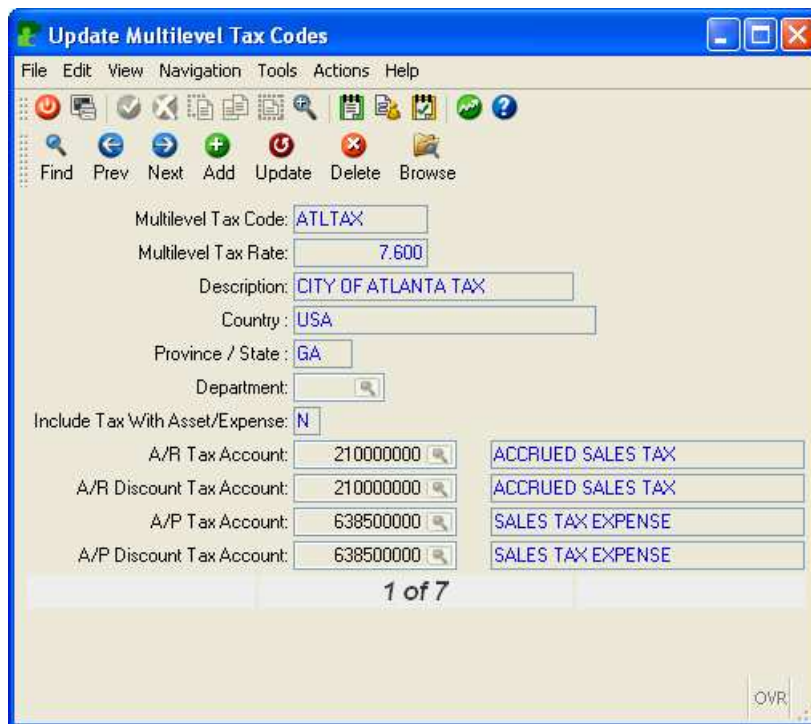 Update Multilevel Tax Codes
File Edit View Navigation Tools Actions Help
Find Prev Next Add Update Delete Browse
Multilevel Tax Code: ATLTAX
Multilevel Tax Rate: 7.600
Description: CITY OF ATLANTA TAX
Country : USA
Province / State : GA
Department:
Include Tax With Asset/Expense: N
A/R Tax Account: 210000000 ACCRUED SALES TAX
A/R Discount Tax Account: 210000000 ACCRUED SALES TAX
A/P Tax Account: 638500000 SALES TAX EXPENSE
A/P Discount Tax Account: 638500000 SALES TAX EXPENSE
1 of 7
OVR